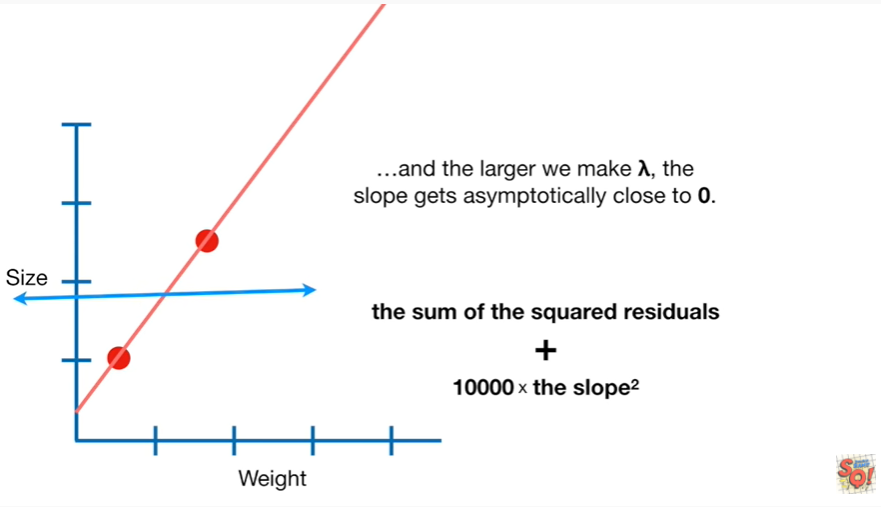 ...and the larger we make λ, the
slope gets asymptotically close to 0.
Size
the sum of the squared residuals
+
10000 x the slope²
Weight
SQ!